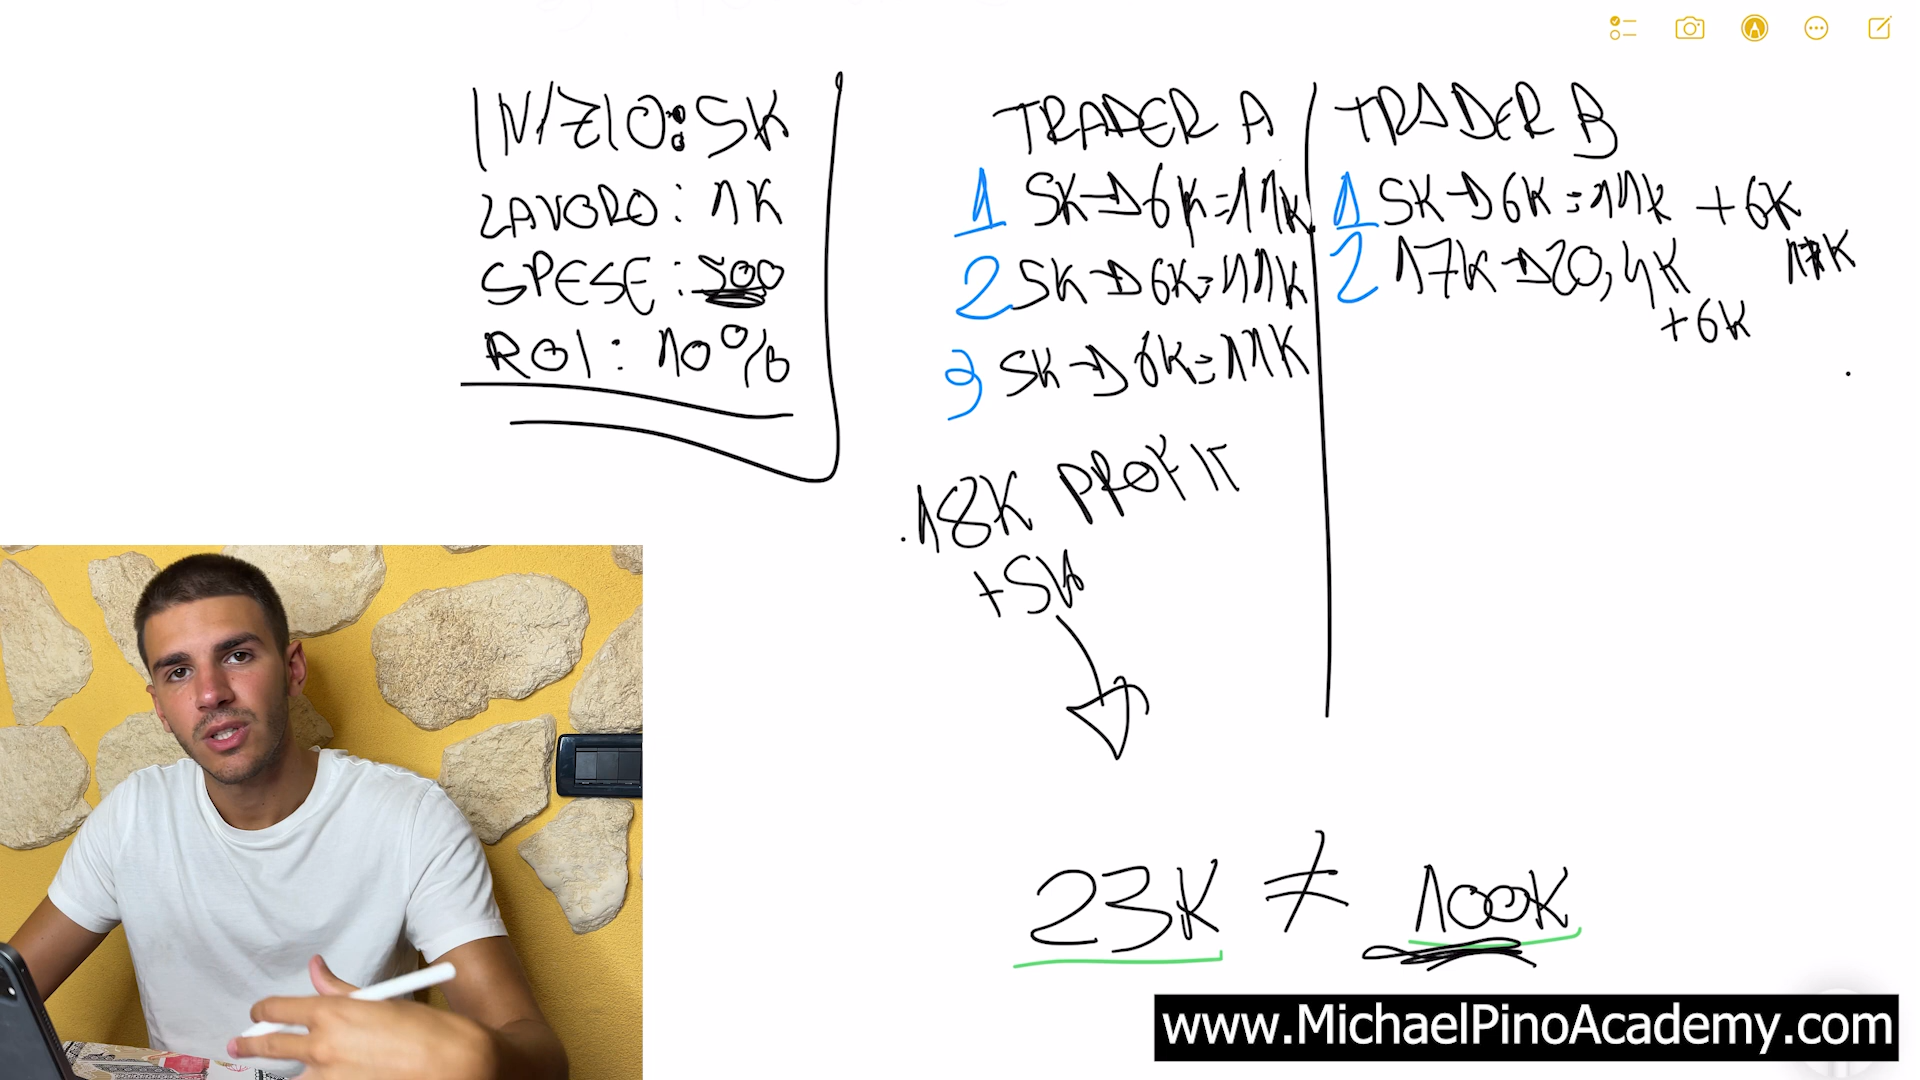 INIZIO: 5K
LAVORO: 1K
SPESE: 500
ROI: 10%
TRADER A
1 5K → 6K = 11K
2 5K → 6K = 11K
3 5K → 6K = 11K
18K PROFIT
+5K
TRADER B
1 5K → 6K = 11K +6K
17K
2 17K → 20,4K
+6K
23K ≠ 100K
www.MichaelPinoAcademy.com